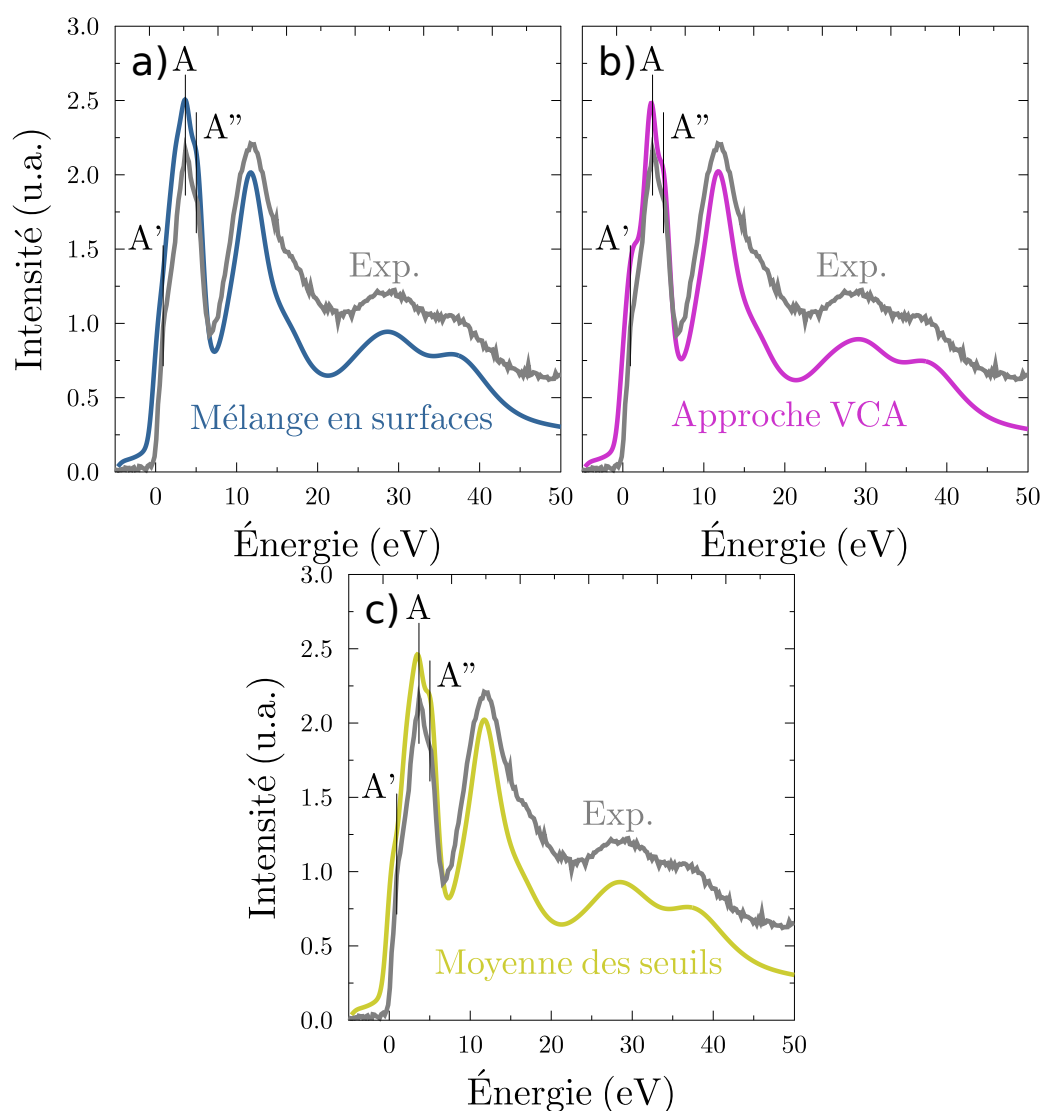 a) A
A”
A’
Exp.
Mélange en surfaces
Intensité (u.a.)
3.0
2.5
2.0
1.5
1.0
0.5
0.0
0 10 20 30 40 50
Énergie (eV)
b) A
A”
A’
Exp.
Approche VCA
0 10 20 30 40 50
Énergie (eV)
c) A
A”
A’
Exp.
Moyenne des seuils
Intensité (u.a.)
3.0
2.5
2.0
1.5
1.0
0.5
0.0
0 10 20 30 40 50
Énergie (eV)